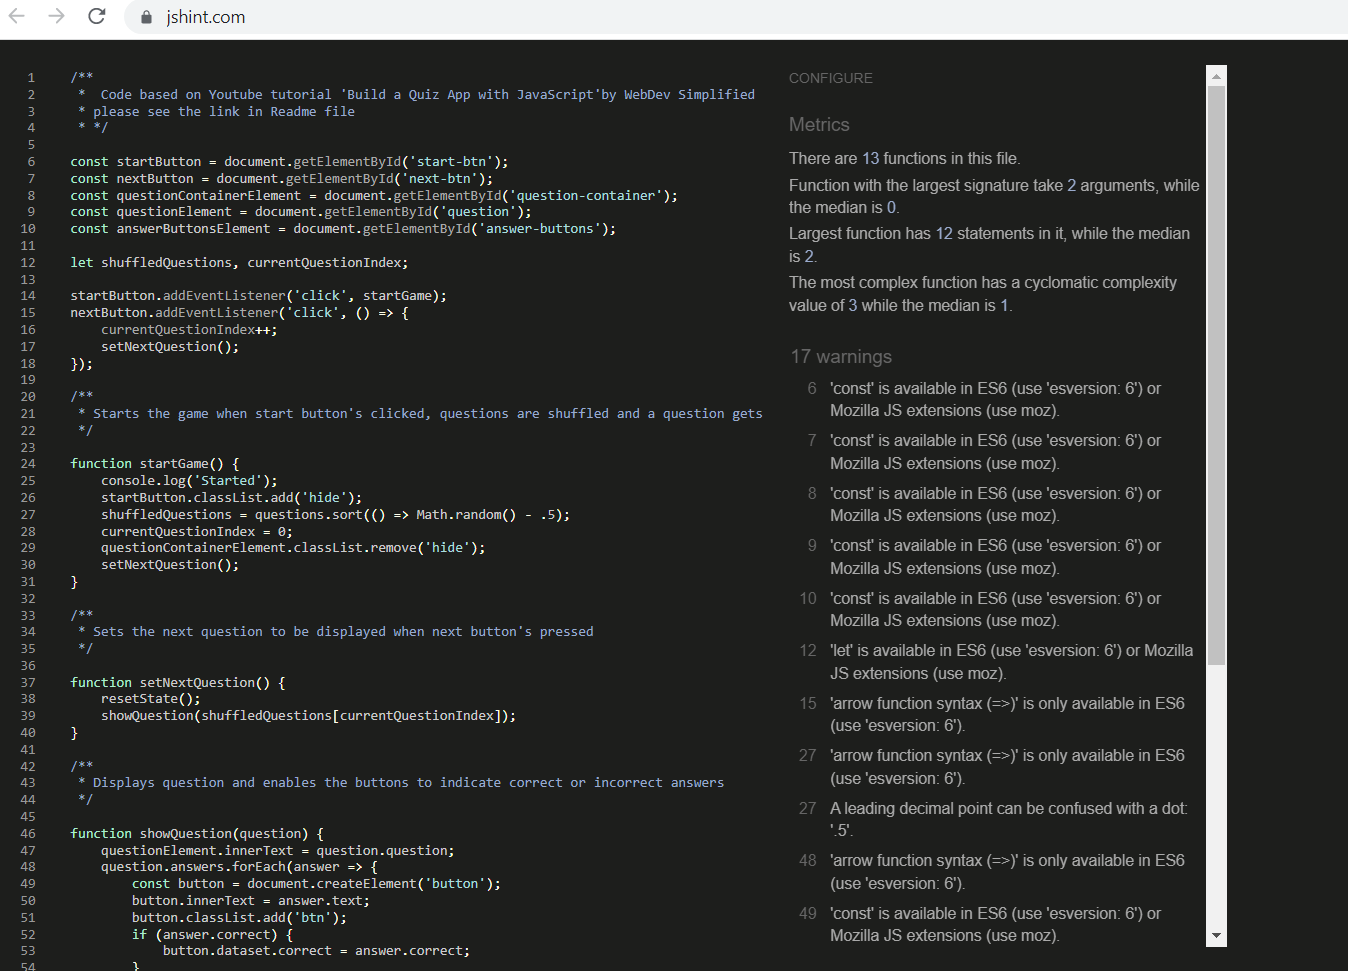 jshint.com
1 /**
2 * Code based on Youtube tutorial 'Build a Quiz App with JavaScript'by WebDev Simplified
3 * please see the link in Readme file
4 * */
5
6 const startButton = document.getElementById('start-btn');
7 const nextButton = document.getElementById('next-btn');
8 const questionContainerElement = document.getElementById('question-container');
9 const questionElement = document.getElementById('question');
10 const answerButtonsElement = document.getElementById('answer-buttons');
11
12 let shuffledQuestions, currentQuestionIndex;
13
14 startButton.addEventListener('click', startGame);
15 nextButton.addEventListener('click', () => {
16 currentQuestionIndex++;
17 setNextQuestion();
18 });
19
20 /**
21 * Starts the game when start button's clicked, questions are shuffled and a question gets
22 */
23
24 function startGame() {
25 console.log('Started');
26 startButton.classList.add('hide');
27 shuffledQuestions = questions.sort(() => Math.random() - .5);
28 currentQuestionIndex = 0;
29 questionContainerElement.classList.remove('hide');
30 setNextQuestion();
31 }
32
33 /**
34 * Sets the next question to be displayed when next button's pressed
35 */
36
37 function setNextQuestion() {
38 resetState();
39 showQuestion(shuffledQuestions[currentQuestionIndex]);
40 }
41
42 /**
43 * Displays question and enables the buttons to indicate correct or incorrect answers
44 */
45
46 function showQuestion(question) {
47 questionElement.innerText = question.question;
48 question.answers.forEach(answer => {
49 const button = document.createElement('button');
50 button.innerText = answer.text;
51 button.classList.add('btn');
52 if (answer.correct) {
53 button.dataset.correct = answer.correct;
54 }
CONFIGURE
Metrics
There are 13 functions in this file.
Function with the largest signature take 2 arguments, while
the median is 0.
Largest function has 12 statements in it, while the median
is 2.
The most complex function has a cyclomatic complexity
value of 3 while the median is 1.
17 warnings
6 'const' is available in ES6 (use 'esversion: 6') or
Mozilla JS extensions (use moz).
7 'const' is available in ES6 (use 'esversion: 6') or
Mozilla JS extensions (use moz).
8 'const' is available in ES6 (use 'esversion: 6') or
Mozilla JS extensions (use moz).
9 'const' is available in ES6 (use 'esversion: 6') or
Mozilla JS extensions (use moz).
10 'const' is available in ES6 (use 'esversion: 6') or
Mozilla JS extensions (use moz).
12 'let' is available in ES6 (use 'esversion: 6') or Mozilla
JS extensions (use moz).
15 'arrow function syntax (=>)' is only available in ES6
(use 'esversion: 6').
27 'arrow function syntax (=>)' is only available in ES6
(use 'esversion: 6').
27 A leading decimal point can be confused with a dot:
'.5'.
48 'arrow function syntax (=>)' is only available in ES6
(use 'esversion: 6').
49 'const' is available in ES6 (use 'esversion: 6') or
Mozilla JS extensions (use moz).